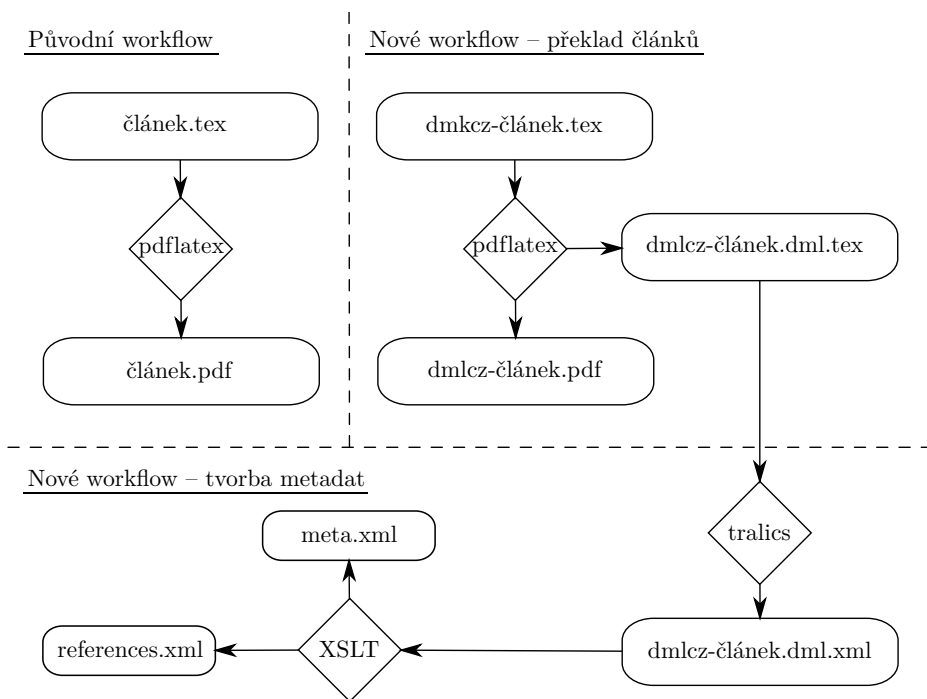 Původní workflow
Nové workflow – překlad článků
článek.tex
dmkcz-článek.tex
pdflatex
pdflatex
dmlcz-článek.dml.tex
článek.pdf
dmlcz-článek.pdf
Nové workflow – tvorba metadat
meta.xml
tralics
references.xml
XSLT
dmlcz-článek.dml.xml